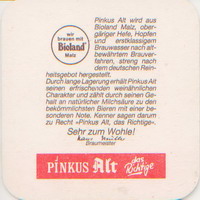 wir
brauen mit
Bioland
Malz
Pinkus Alt wird aus
Bioland Malz, ober-
gäriger Hefe, Hopfen
und erstklassigem
Brauwasser nach alt-
bewährtem Brauver-
fahren, streng nach
dem deutschen Rein-
heitsgebot hergestellt.
Durch lange Lagerung erhält Pinkus Alt
seinen erfrischenden weinähnlichen
Charakter und zählt durch seinen Ge-
halt an natürlicher Milchsäure zu den
bekömmlichsten Bieren mit einer be-
sonderen Note. Kenner sagen darum
zu Recht »Pinkus Alt, das Richtige«.
Sehr zum Wohle!
Braumeister
PINKUS Alt das Richtige